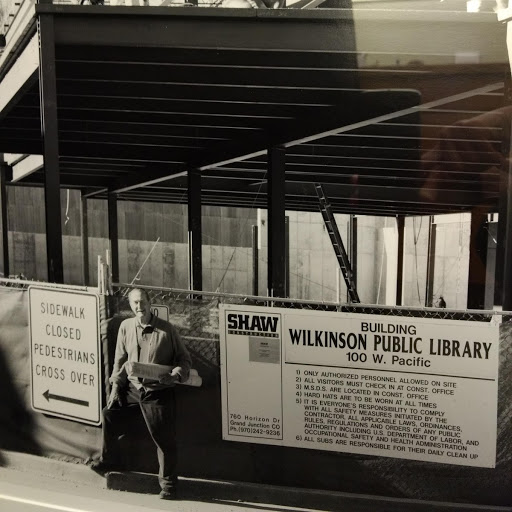 SIDEWALK
CLOSED
PEDESTRIANS
CROSS OVER
SHAW
CONSTRUCTION
760 Horizon Dr
Grand Junction Co
Ph.(970)242-9236
BUILDING
WILKINSON PUBLIC LIBRARY
100 W. Pacific
1) ONLY AUTHORIZED PERSONNEL ALLOWED ON SITE
2) ALL VISITORS MUST CHECK IN AT CONST. OFFICE
3) M.S.D.S. ARE LOCATED IN CONST. OFFICE
4) HARD HATS ARE TO BE WORN AT ALL TIMES
5) IT IS EVERYONE'S RESPONSIBILITY TO COMPLY
WITH ALL SAFETY MEASURES INITIATED BY THE
CONTRACTOR, ALL APPLICABLE LAWS, ORDINANCES,
RULES, REGULATIONS AND ORDERS OF ANY PUBLIC
AUTHORITY INCLUDING U.S. DEPARTMENT OF LABOR, AND
OCCUPATIONAL SAFETY AND HEALTH ADMINISTRATION
6) ALL SUBS ARE RESPONSIBLE FOR THEIR DAILY CLEAN UP